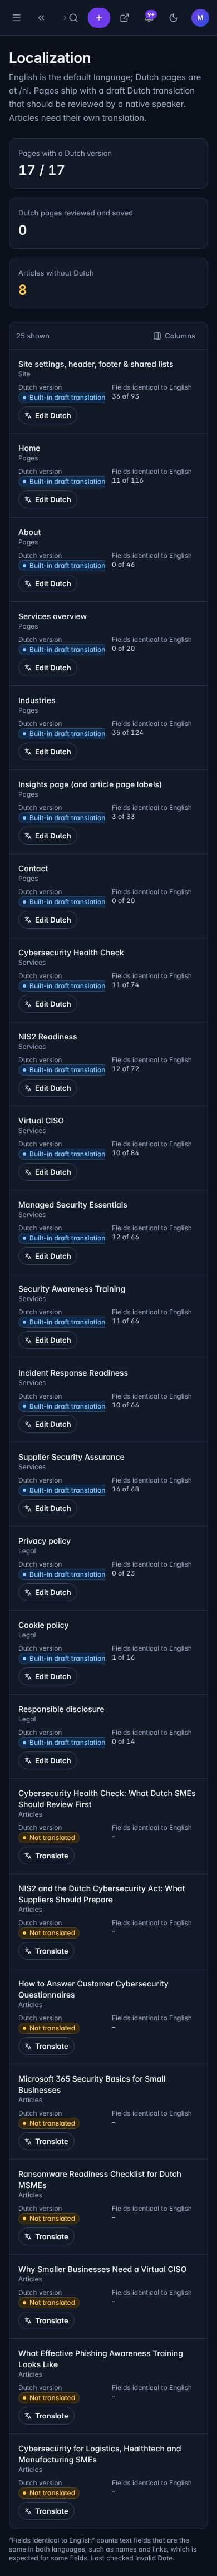 9+
M
Localization
English is the default language; Dutch pages are
at /nl. Pages ship with a draft Dutch translation
that should be reviewed by a native speaker.
Articles need their own translation.
Pages with a Dutch version
17 / 17
Dutch pages reviewed and saved
0
Articles without Dutch
8
25 shown
Columns
Site settings, header, footer & shared lists
Site
Dutch version Fields identical to English
Built-in draft translation 36 of 93
Edit Dutch
Home
Pages
Dutch version Fields identical to English
Built-in draft translation 11 of 116
Edit Dutch
About
Pages
Dutch version Fields identical to English
Built-in draft translation 0 of 46
Edit Dutch
Services overview
Pages
Dutch version Fields identical to English
Built-in draft translation 0 of 20
Edit Dutch
Industries
Pages
Dutch version Fields identical to English
Built-in draft translation 35 of 124
Edit Dutch
Insights page (and article page labels)
Pages
Dutch version Fields identical to English
Built-in draft translation 3 of 33
Edit Dutch
Contact
Pages
Dutch version Fields identical to English
Built-in draft translation 0 of 20
Edit Dutch
Cybersecurity Health Check
Services
Dutch version Fields identical to English
Built-in draft translation 11 of 74
Edit Dutch
NIS2 Readiness
Services
Dutch version Fields identical to English
Built-in draft translation 12 of 72
Edit Dutch
Virtual CISO
Services
Dutch version Fields identical to English
Built-in draft translation 10 of 84
Edit Dutch
Managed Security Essentials
Services
Dutch version Fields identical to English
Built-in draft translation 12 of 66
Edit Dutch
Security Awareness Training
Services
Dutch version Fields identical to English
Built-in draft translation 11 of 66
Edit Dutch
Incident Response Readiness
Services
Dutch version Fields identical to English
Built-in draft translation 10 of 66
Edit Dutch
Supplier Security Assurance
Services
Dutch version Fields identical to English
Built-in draft translation 14 of 68
Edit Dutch
Privacy policy
Legal
Dutch version Fields identical to English
Built-in draft translation 0 of 23
Edit Dutch
Cookie policy
Legal
Dutch version Fields identical to English
Built-in draft translation 1 of 16
Edit Dutch
Responsible disclosure
Legal
Dutch version Fields identical to English
Built-in draft translation 0 of 14
Edit Dutch
Cybersecurity Health Check: What Dutch SMEs
Should Review First
Articles
Dutch version Fields identical to English
Not translated –
Translate
NIS2 and the Dutch Cybersecurity Act: What
Suppliers Should Prepare
Articles
Dutch version Fields identical to English
Not translated –
Translate
How to Answer Customer Cybersecurity
Questionnaires
Articles
Dutch version Fields identical to English
Not translated –
Translate
Microsoft 365 Security Basics for Small
Businesses
Articles
Dutch version Fields identical to English
Not translated –
Translate
Ransomware Readiness Checklist for Dutch
MSMEs
Articles
Dutch version Fields identical to English
Not translated –
Translate
Why Smaller Businesses Need a Virtual CISO
Articles
Dutch version Fields identical to English
Not translated –
Translate
What Effective Phishing Awareness Training
Looks Like
Articles
Dutch version Fields identical to English
Not translated –
Translate
Cybersecurity for Logistics, Healthtech and
Manufacturing SMEs
Articles
Dutch version Fields identical to English
Not translated –
Translate
"Fields identical to English" counts text fields that are the
same in both languages, such as names and links, which is
expected for some fields. Last checked Invalid Date.